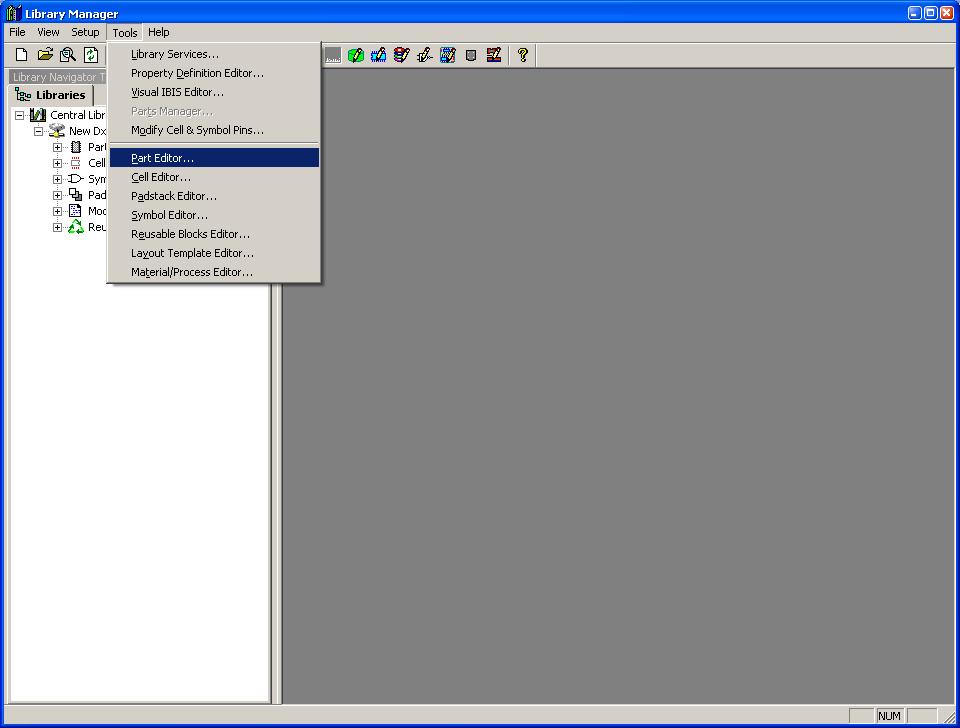 Library Manager
File View Setup Tools Help
Library Navigator T
Libraries
Central Libr
New Dx
Part
Cell
Sym
Pad
Mod
Reu
Library Services...
Property Definition Editor...
Visual IBIS Editor...
Parts Manager...
Modify Cell & Symbol Pins...
Part Editor...
Cell Editor...
Padstack Editor...
Symbol Editor...
Reusable Blocks Editor...
Layout Template Editor...
Material/Process Editor...
NUM